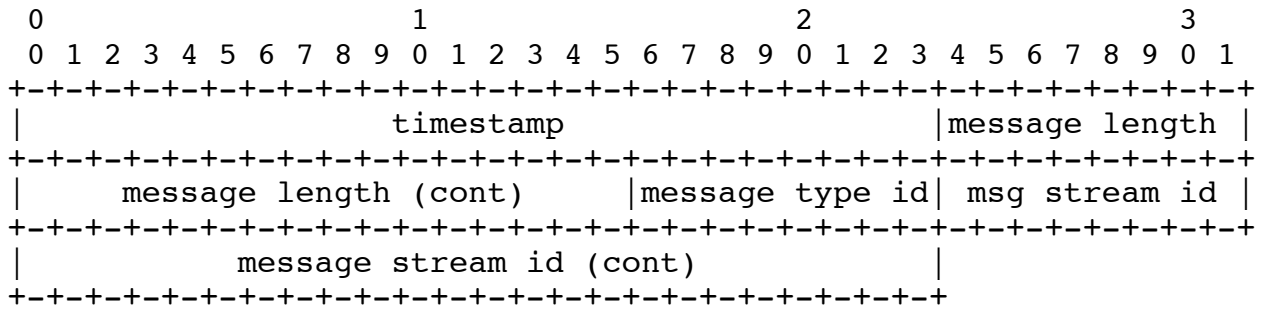 0                   1                   2                   3
0 1 2 3 4 5 6 7 8 9 0 1 2 3 4 5 6 7 8 9 0 1 2 3 4 5 6 7 8 9 0 1
+-+-+-+-+-+-+-+-+-+-+-+-+-+-+-+-+-+-+-+-+-+-+-+-+-+-+-+-+-+-+-+-+
|                   timestamp                   |message length |
+-+-+-+-+-+-+-+-+-+-+-+-+-+-+-+-+-+-+-+-+-+-+-+-+-+-+-+-+-+-+-+-+
|     message length (cont)     |message type id| msg stream id |
+-+-+-+-+-+-+-+-+-+-+-+-+-+-+-+-+-+-+-+-+-+-+-+-+-+-+-+-+-+-+-+-+
|           message stream id (cont)            |
+-+-+-+-+-+-+-+-+-+-+-+-+-+-+-+-+-+-+-+-+-+-+-+-+